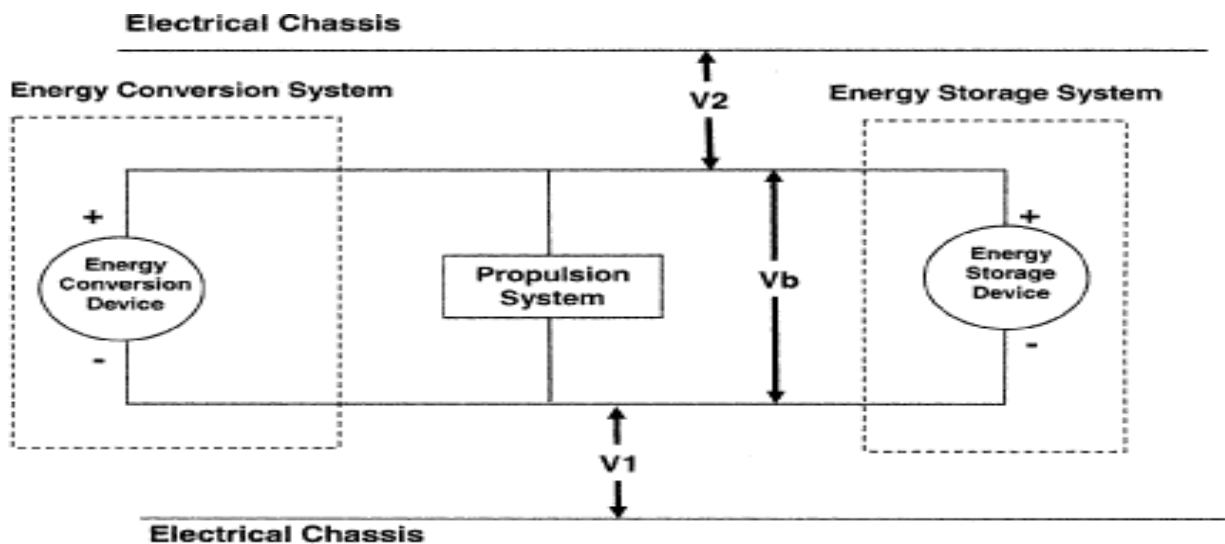 Electrical Chassis
Energy Conversion System
V2
Energy Storage System
+
Energy
Conversion
Device
-
Propulsion
System
Vb
+
Energy
Storage
Device
-
V1
Electrical Chassis